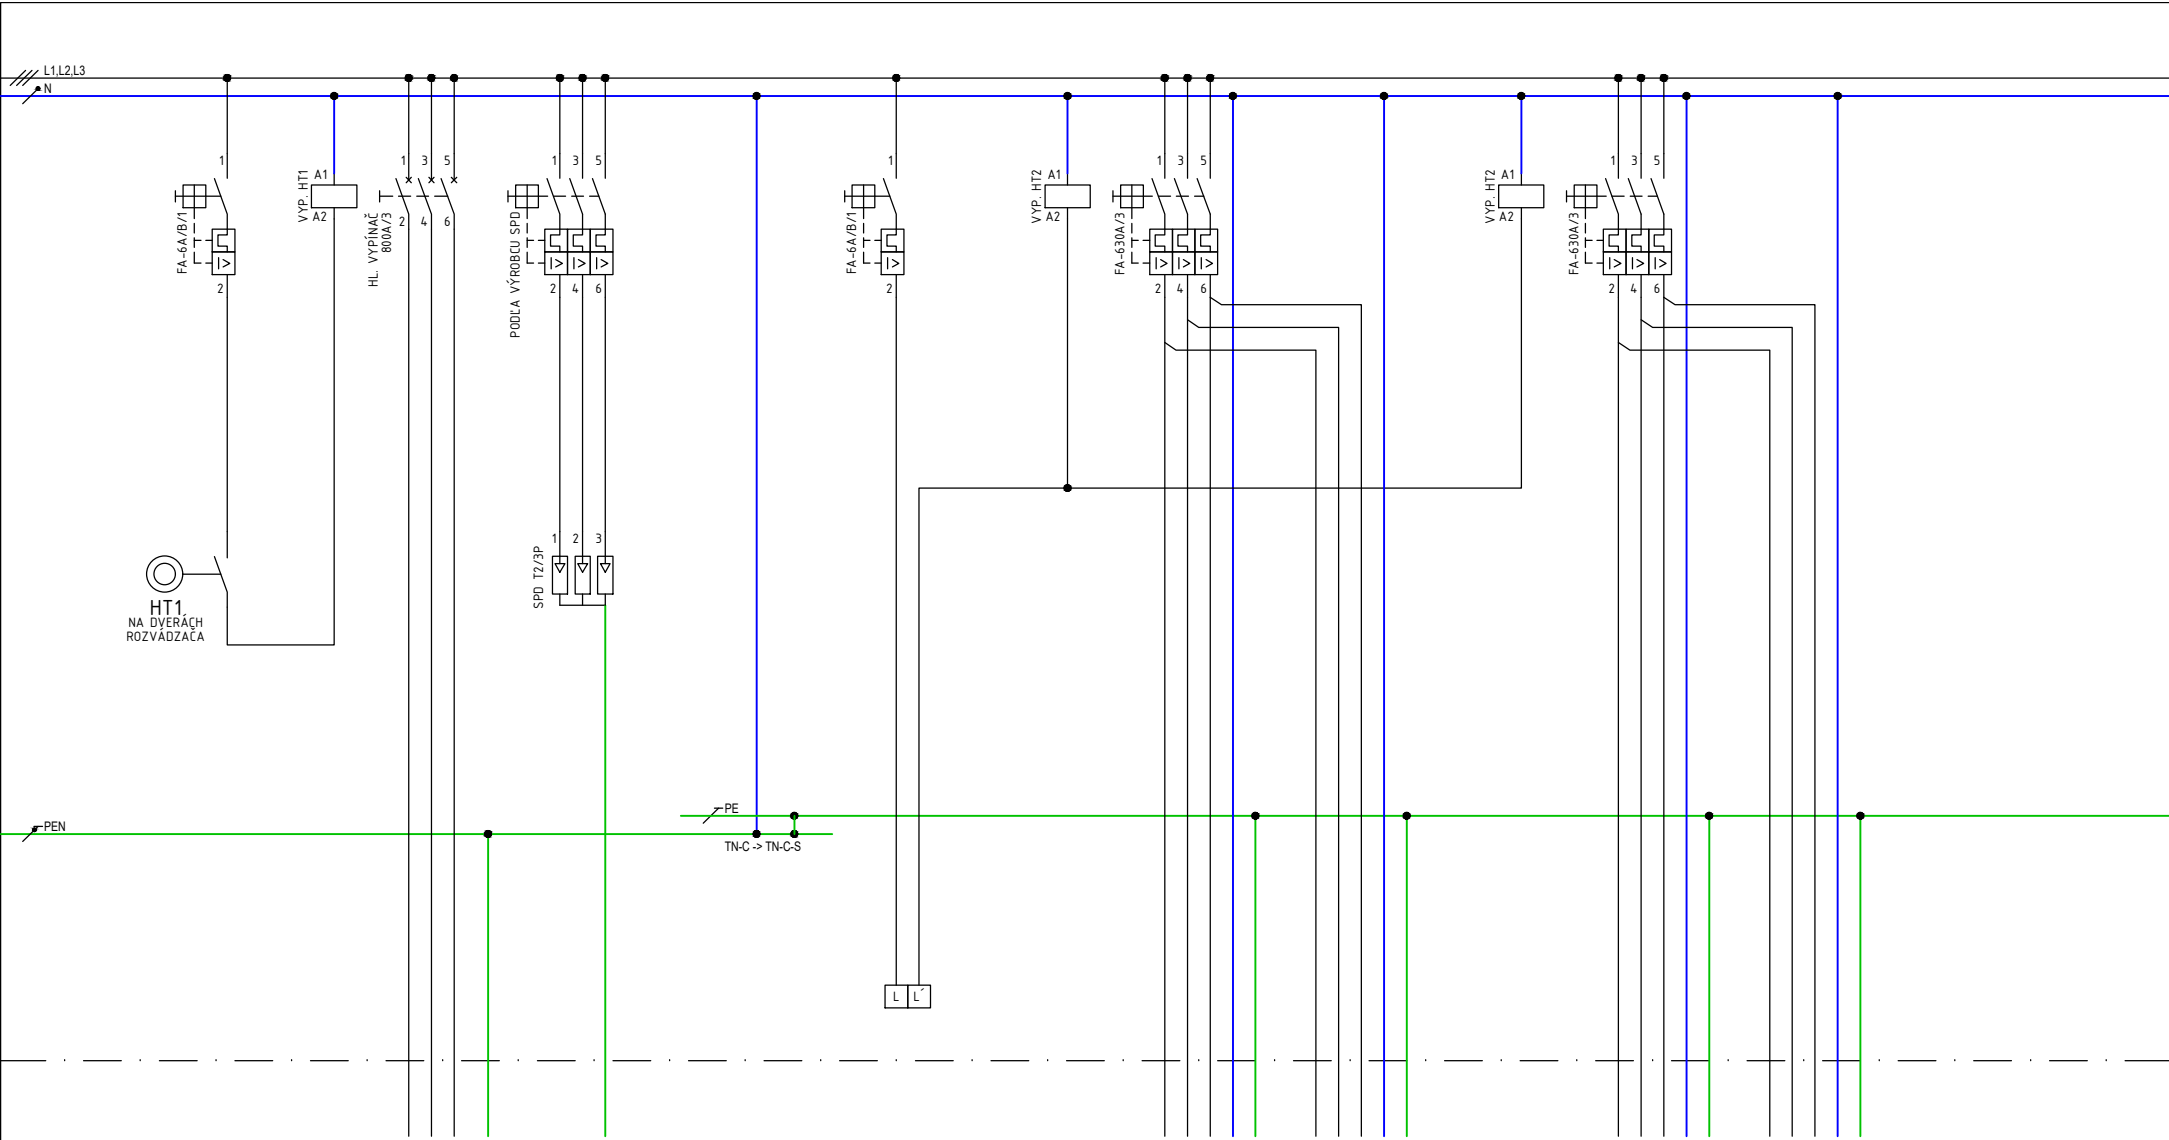 L1,L2,L3
N
1
FA-6A/B/1
2
VYP. HT1
A1
A2
HL. VYPÍNAČ
800A/3
1 3 5
2 4 6
PODĽA VÝROBCU SPD
1 3 5
2 4 6
1
FA-6A/B/1
2
VYP. HT2
A1
A2
FA-630A/3
1 3 5
2 4 6
VYP. HT2
A1
A2
FA-630A/3
1 3 5
2 4 6
SPD T2/3P
1 2 3
HT1
NA DVERÁCH
ROZVÁDZAČA
PE
PEN
TN-C -> TN-C-S
L L´